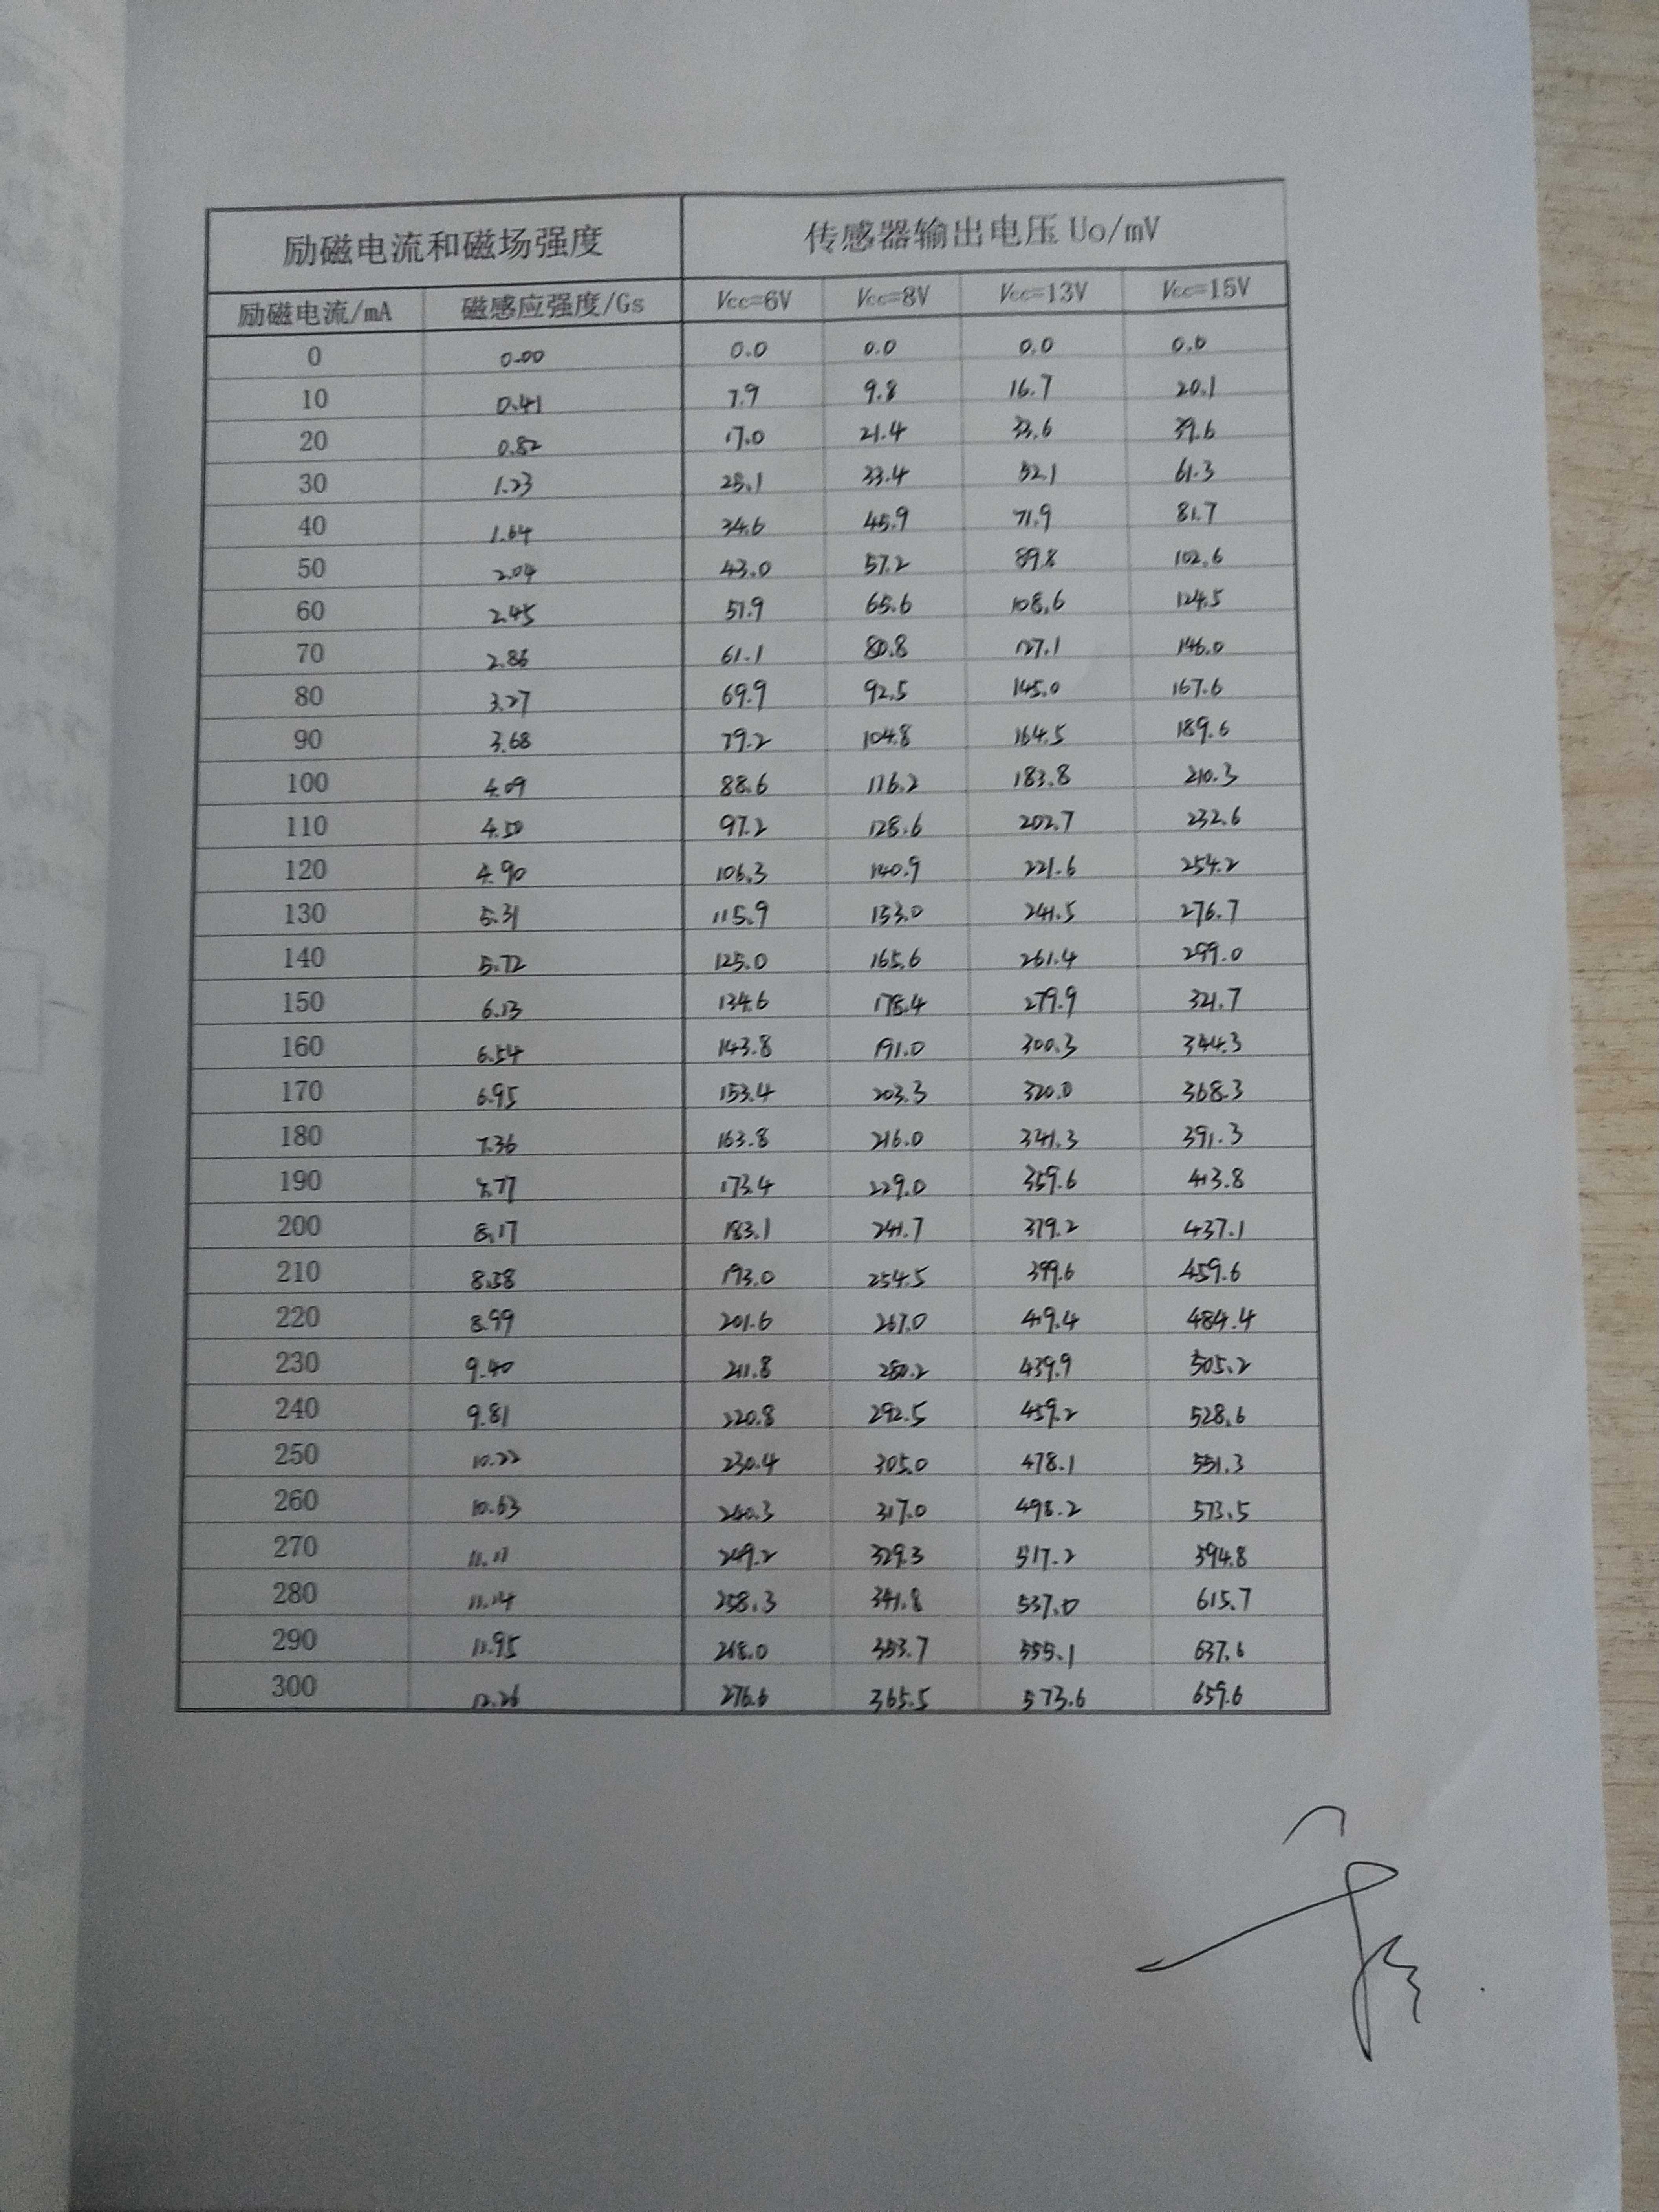 励磁电流和磁场强度 传感器输出电压 Uo/mV
励磁电流/mA 磁感应强度/Gs Vcc=6V Vcc=8V Vcc=13V Vcc=15V
0 0.00 0.0 0.0 0.0 0.0
10 0.41 7.9 9.8 16.7 20.1
20 0.82 17.0 21.4 33.6 39.6
30 1.23 25.1 33.4 52.1 61.3
40 1.64 34.6 45.9 71.9 81.7
50 2.04 43.0 57.2 89.8 102.6
60 2.45 51.9 65.6 108.6 124.5
70 2.86 61.1 80.8 127.1 146.0
80 3.27 69.9 92.5 145.0 167.6
90 3.68 79.2 104.8 164.5 189.6
100 4.09 88.6 116.2 183.8 210.3
110 4.50 97.2 128.6 202.7 232.6
120 4.90 106.3 140.9 221.6 254.2
130 5.31 115.9 153.0 241.5 276.7
140 5.72 125.0 165.6 261.4 299.0
150 6.13 134.6 178.4 279.9 321.7
160 6.54 143.8 191.0 300.3 344.3
170 6.95 153.4 203.3 320.0 368.3
180 7.36 163.8 216.0 341.3 391.3
190 7.77 173.4 229.0 359.6 413.8
200 8.17 183.1 241.7 379.2 437.1
210 8.58 193.0 254.5 399.6 459.6
220 8.99 201.6 267.0 419.4 484.4
230 9.40 211.8 280.2 439.9 505.2
240 9.81 220.8 292.5 459.2 528.6
250 10.22 230.4 305.0 478.1 551.3
260 10.63 240.3 317.0 498.2 573.5
270 249.2 329.3 517.2 594.8
280 258.3 341.8 537.0 615.7
290 11.95 268.0 353.7 555.1 637.6
300 12.26 276.6 365.5 573.6 659.6